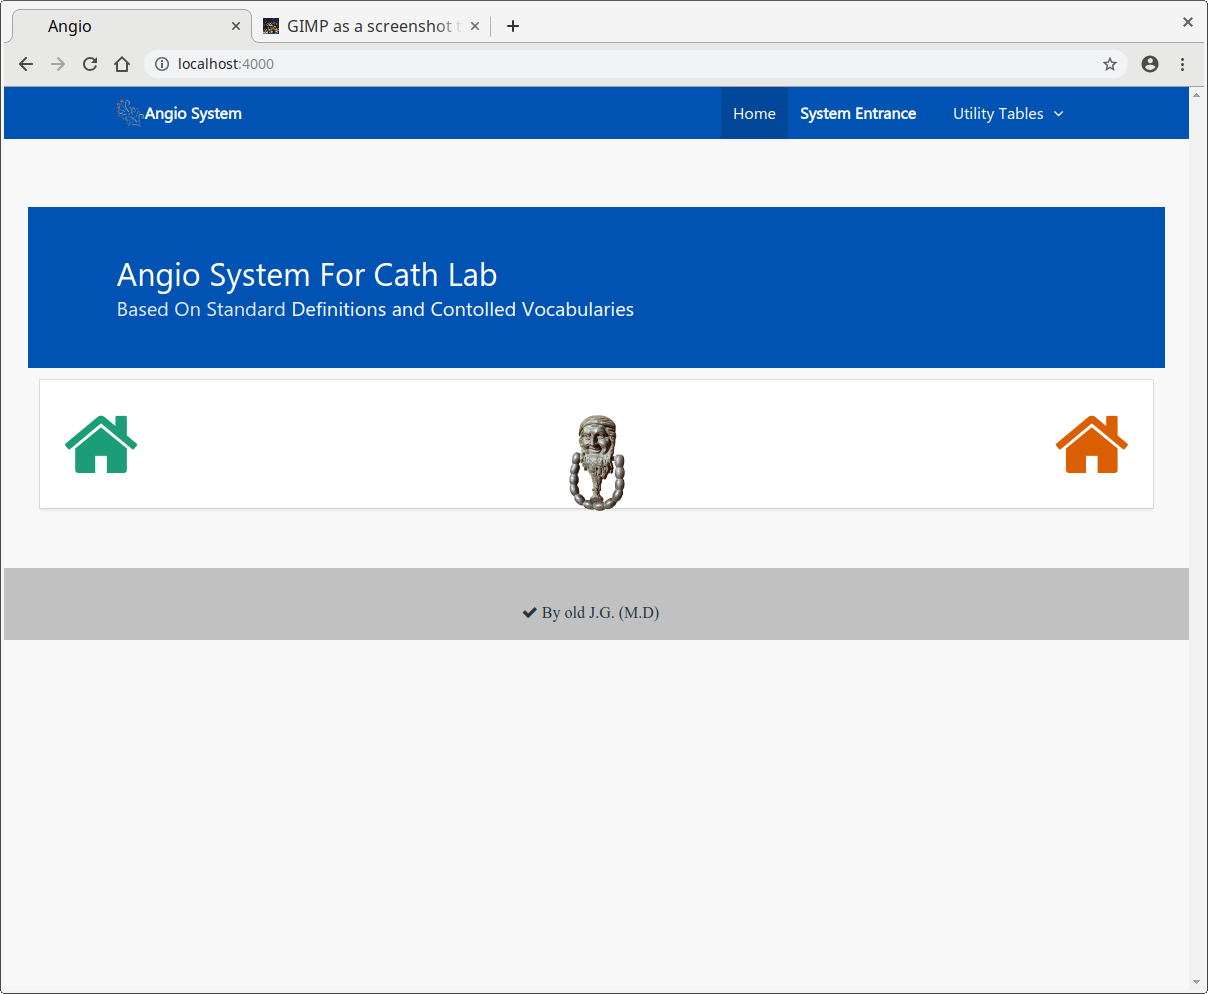 Angio
GIMP as a screenshot
localhost:4000
Angio System
Home
System Entrance
Utility Tables
Angio System For Cath Lab
Based On Standard Definitions and Contolled Vocabularies
By old J.G. (M.D)